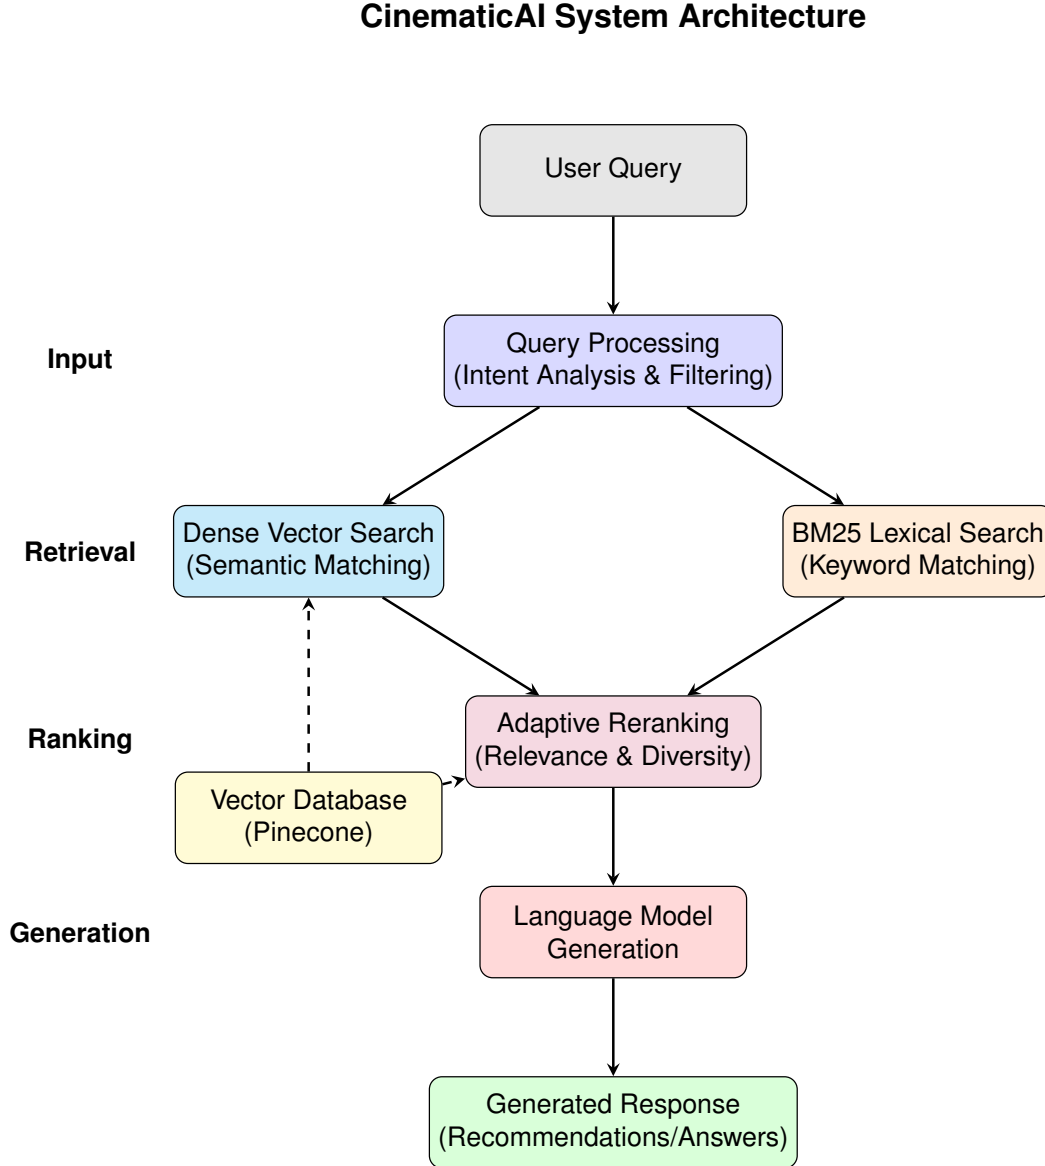 CinematicAI System Architecture
User Query
Input
Query Processing
(Intent Analysis & Filtering)
Retrieval
Dense Vector Search
(Semantic Matching)
BM25 Lexical Search
(Keyword Matching)
Ranking
Adaptive Reranking
(Relevance & Diversity)
Vector Database
(Pinecone)
Generation
Language Model
Generation
Generated Response
(Recommendations/Answers)